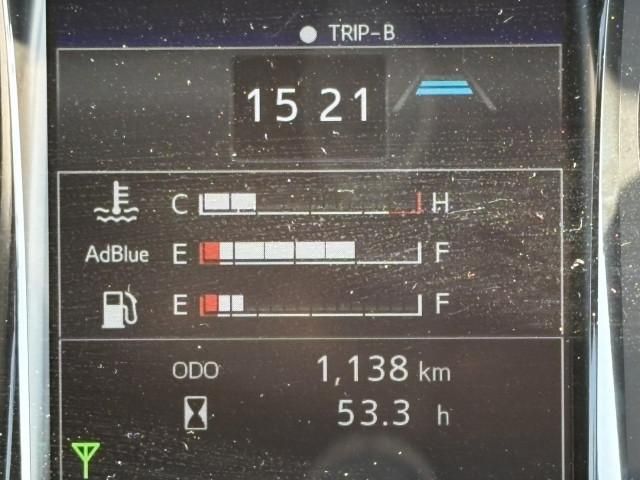 TRIP-B
15 21
C H
AdBlue E F
E F
ODO 1,138 km
53.3 h